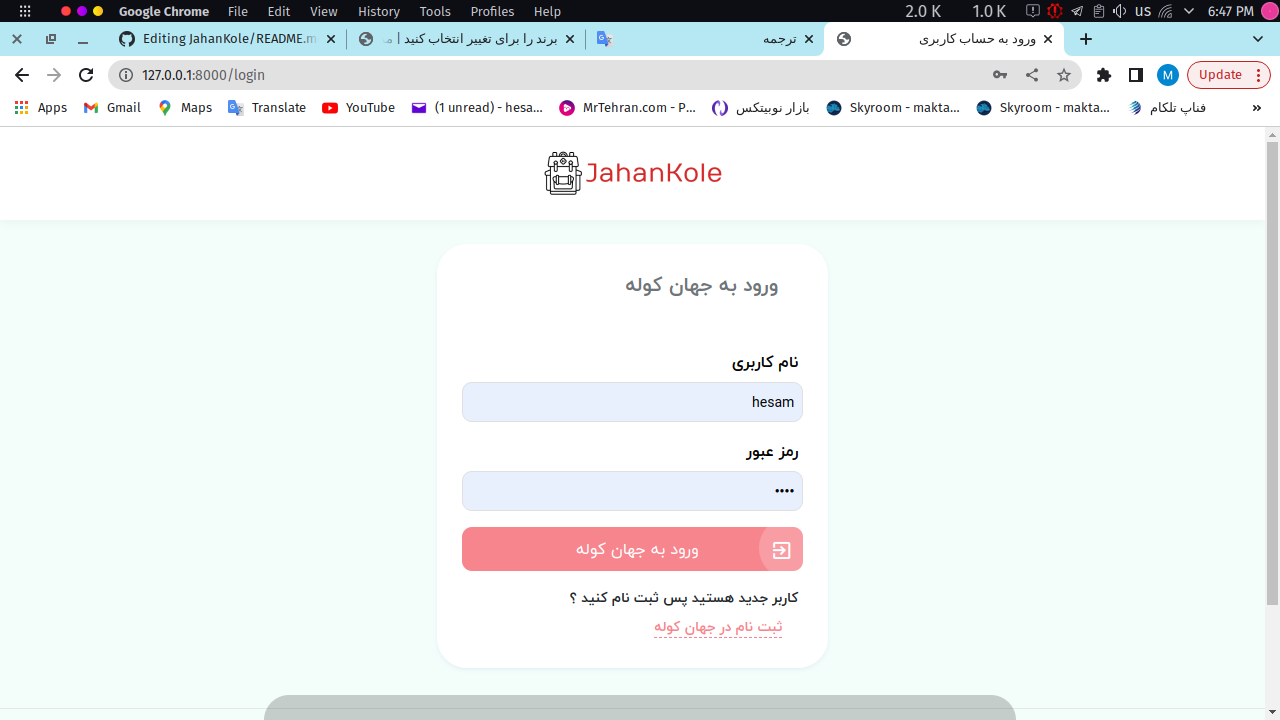 Google Chrome File Edit View History Tools Profiles Help 2.0 K 1.0 K us 6:47 PM
Editing JahanKole/README.m
برند را برای تغییر انتخاب کنید | ما
ترجمه
ورود به حساب کاربری
127.0.0.1:8000/login
M
Update
Apps Gmail Maps Translate YouTube (1 unread) - hesa... MrTehran.com - P... بازار نوبیتکس Skyroom - makta... Skyroom - makta... فناپ تلکام »
JahanKole
ورود به جهان کوله
نام کاربری
hesam
رمز عبور
••••
ورود به جهان کوله
کاربر جدید هستید پس ثبت نام کنید ؟
ثبت نام در جهان کوله